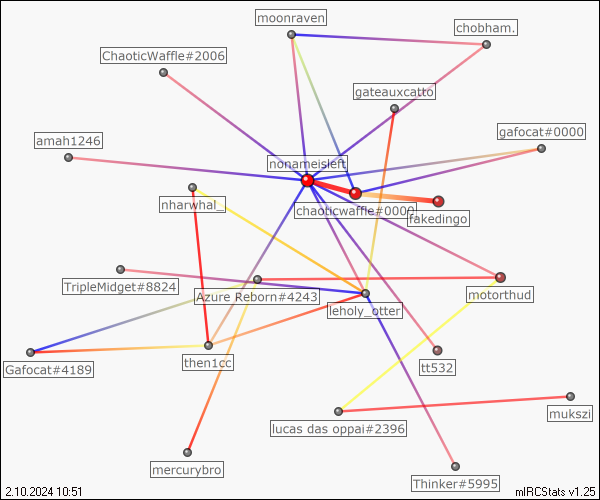 moonraven
chobham.
ChaoticWaffle#2006
gateauxcatto
gafocat#0000
amah1246
nonameisleft
nharwhal_
chaoticwaffle#0000
fakedingo
TripleMidget#8824
Azure Reborn#4243
motorthud
leholy_otter
Gafocat#4189
then1cc
tt532
lucas das oppai#2396
mukszi
mercurybro
Thinker#5995
2.10.2024 10:51
mIRCStats v1.25